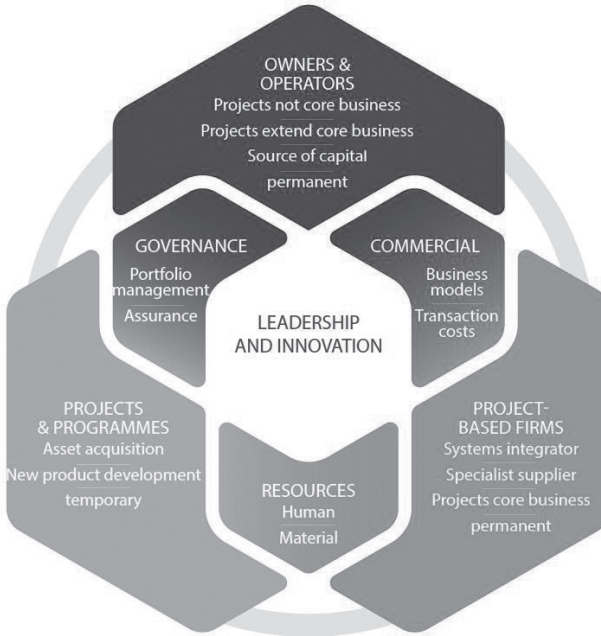 OWNERS &
OPERATORS
Projects not core business
Projects extend core business
Source of capital
permanent
GOVERNANCE
Portfolio
management
Assurance
COMMERCIAL
Business
models
Transaction
costs
LEADERSHIP
AND INNOVATION
PROJECTS
& PROGRAMMES
Asset acquisition
New product development
temporary
RESOURCES
Human
Material
PROJECT-
BASED FIRMS
Systems integrator
Specialist supplier
Projects core business
permanent